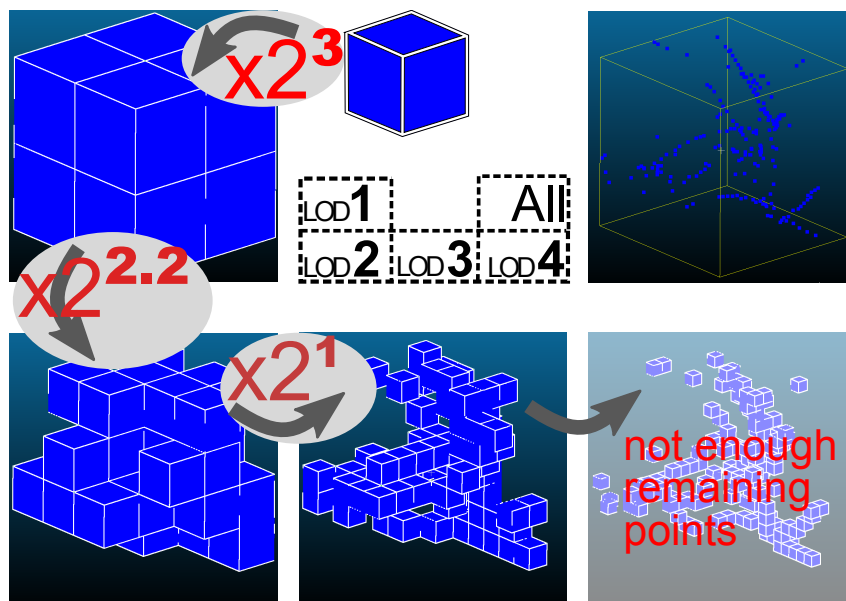 x2³
LOD1 All
LOD2 LOD3 LOD4
x2²·²
x2¹
not enough
remaining
points